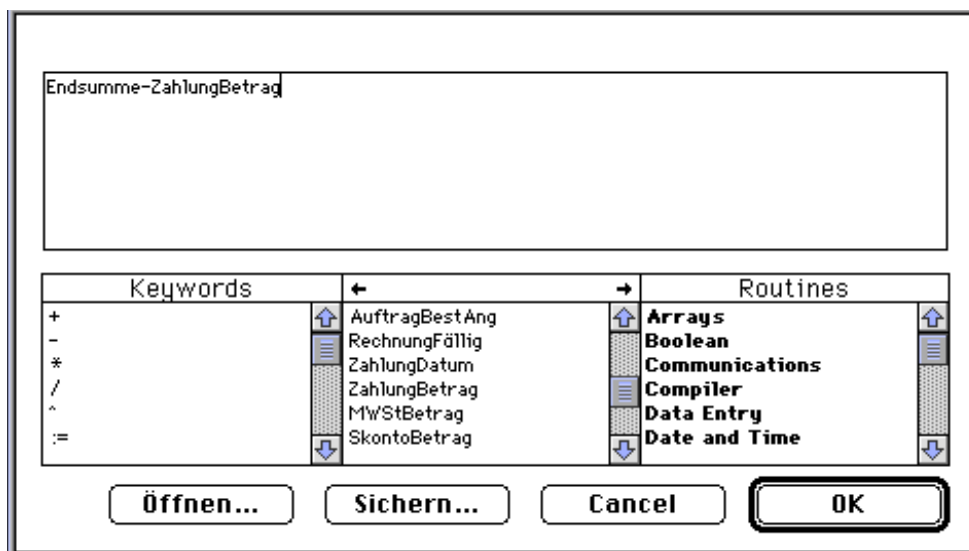 Endsumme-ZahlungBetrag
Keywords
← →
Routines
+
-
*
/
^
:=
AuftragBestAng
RechnungFällig
ZahlungDatum
ZahlungBetrag
MWStBetrag
SkontoBetrag
Arrays
Boolean
Communications
Compiler
Data Entry
Date and Time
Öffnen...
Sichern...
Cancel
OK